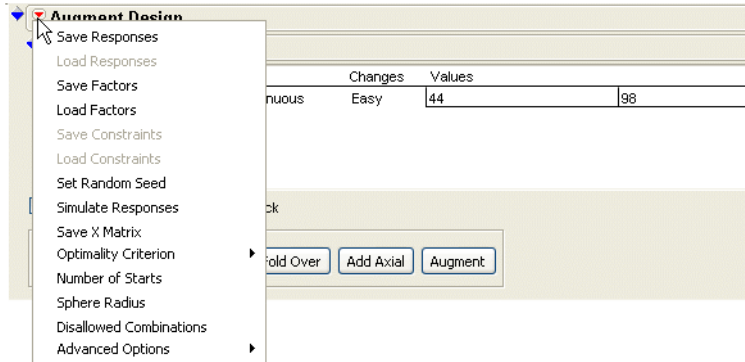 Augment Design
Save Responses
Load Responses
Save Factors
Load Factors
Save Constraints
Load Constraints
Set Random Seed
Simulate Responses
Save X Matrix
Optimality Criterion
Number of Starts
Sphere Radius
Disallowed Combinations
Advanced Options
Changes Values
nuous Easy 44 98
ck
Fold Over Add Axial Augment